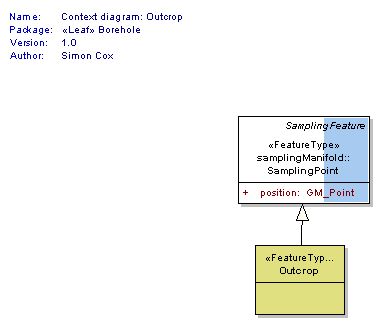 Name: Context diagram: Outcrop
Package: «Leaf» Borehole
Version: 1.0
Author: Simon Cox
SamplingFeature
«FeatureType»
samplingManifold::
SamplingPoint
+ position: GM_Point
«FeatureTyp...
Outcrop